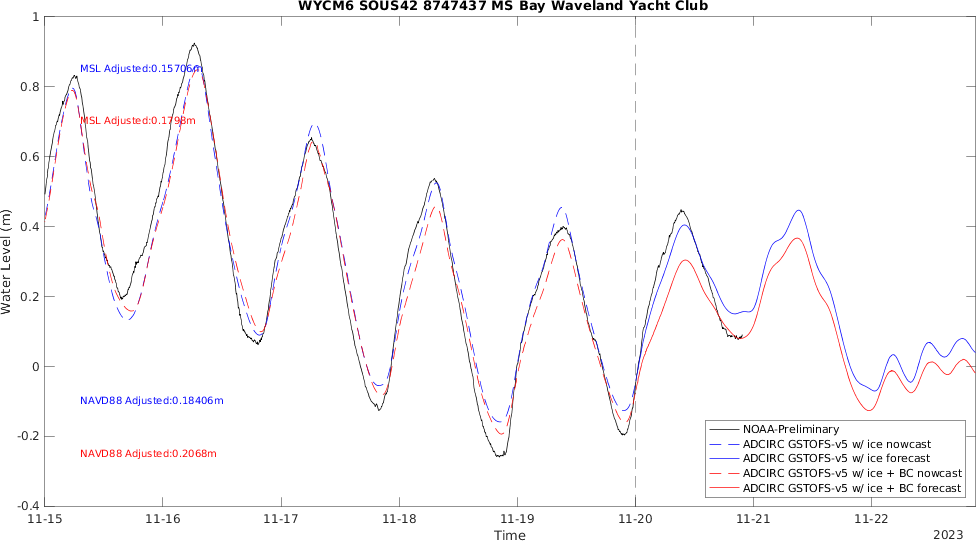 WYCM6 SOUS42 8747437 MS Bay Waveland Yacht Club
Water Level (m)
1
0.8
0.6
0.4
0.2
0
-0.2
-0.4
MSL Adjusted:0.15706m
MSL Adjusted:0.1798m
NAVD88 Adjusted:0.18406m
NAVD88 Adjusted:0.2068m
NOAA-Preliminary
ADCIRC GSTOFS-v5 w/ ice nowcast
ADCIRC GSTOFS-v5 w/ ice forecast
ADCIRC GSTOFS-v5 w/ ice + BC nowcast
ADCIRC GSTOFS-v5 w/ ice + BC forecast
11-15 11-16 11-17 11-18 11-19 11-20 11-21 11-22
Time
2023